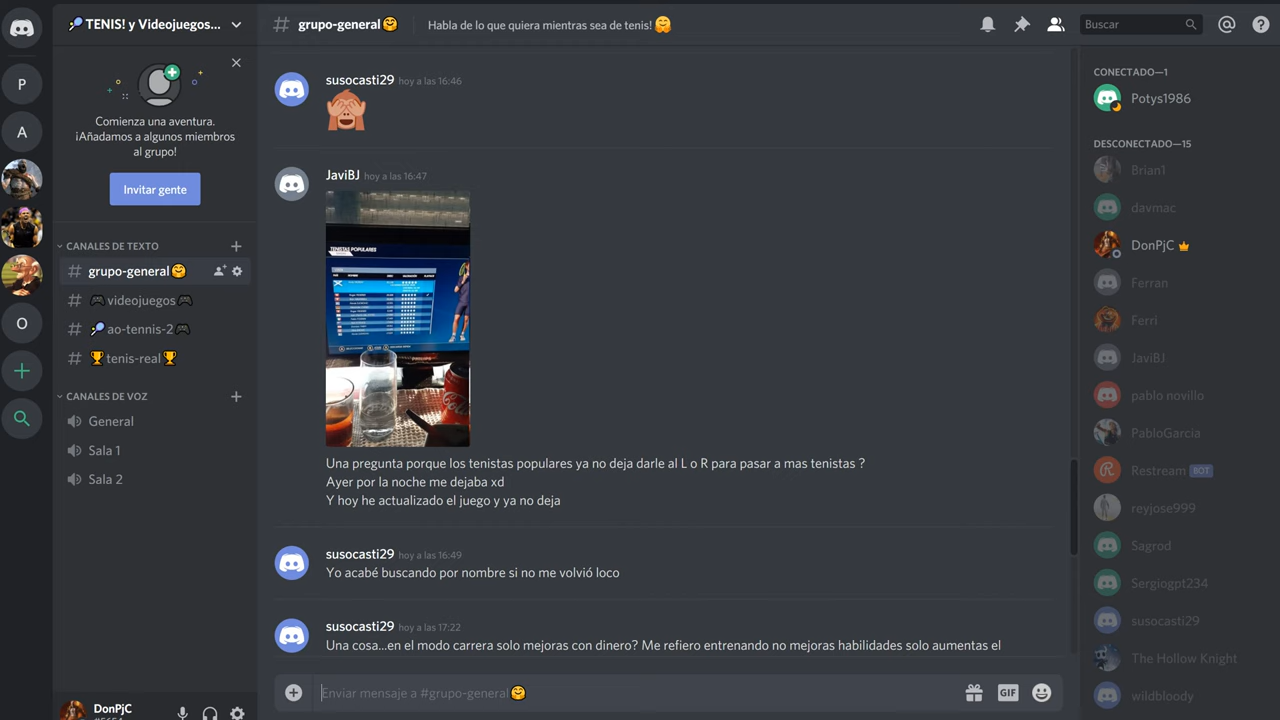 TENIS! y Videojuegos...
grupo-general🤗
Habla de lo que quiera mientras sea de tenis! 🤗
Buscar
P
A
O
Comienza una aventura.
¡Añadamos a algunos miembros
al grupo!
Invitar gente
CANALES DE TEXTO
grupo-general🤗
🎮videojuegos🎮
ao-tennis-2🎮
🏆tenis-real🏆
CANALES DE VOZ
General
Sala 1
Sala 2
DonPjC
susocasti29 hoy a las 16:46
🙈
JaviBJ hoy a las 16:47
TENISTAS POPULARES
Una pregunta porque los tenistas populares ya no deja darle al L o R para pasar a mas tenistas ?
Ayer por la noche me dejaba xd
Y hoy he actualizado el juego y ya no deja
susocasti29 hoy a las 16:49
Yo acabé buscando por nombre si no me volvió loco
susocasti29 hoy a las 17:22
Una cosa...en el modo carrera solo mejoras con dinero? Me refiero entrenando no mejoras habilidades solo aumentas el
Enviar mensaje a #grupo-general🤗
GIF
CONECTADO—1
Potys1986
DESCONECTADO—15
Brian1
davmac
DonPjC
Ferran
Ferri
JaviBJ
pablo novillo
PabloGarcia
Restream BOT
reyjose999
Sagrod
Sergiogpt234
susocasti29
The Hollow Knight
wildbloody